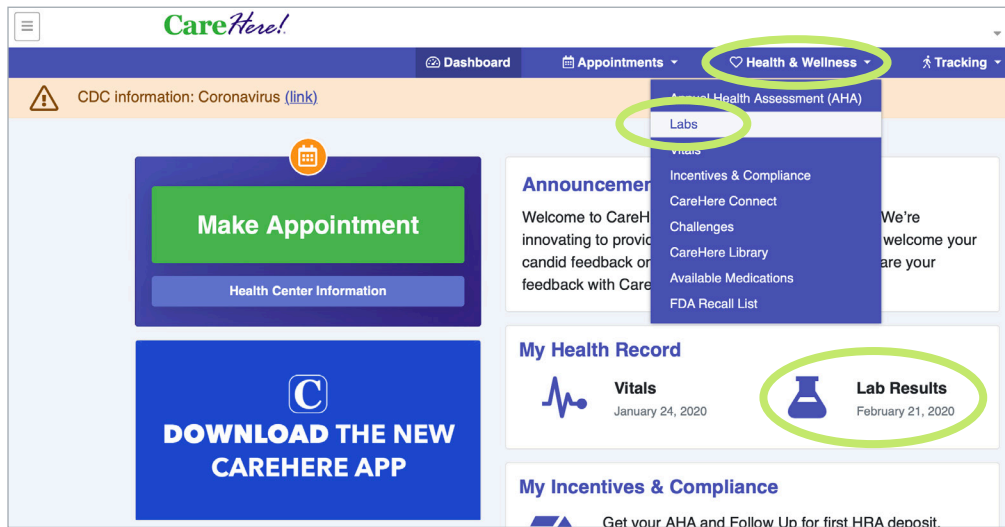 CareHere!
Dashboard Appointments Health & Wellness Tracking
CDC information: Coronavirus (link)
Annual Health Assessment (AHA)
Labs
Vitals
Incentives & Compliance
CareHere Connect
Challenges
CareHere Library
Available Medications
FDA Recall List
Make Appointment
Health Center Information
C
DOWNLOAD THE NEW
CAREHERE APP
Welcome to CareH We're
innovating to welcome your
candid feedback are your
feedback with Care
My Health Record
Vitals
January 24, 2020
Lab Results
February 21, 2020
My Incentives & Compliance
Get your AHA and Follow Up for first HRA deposit.